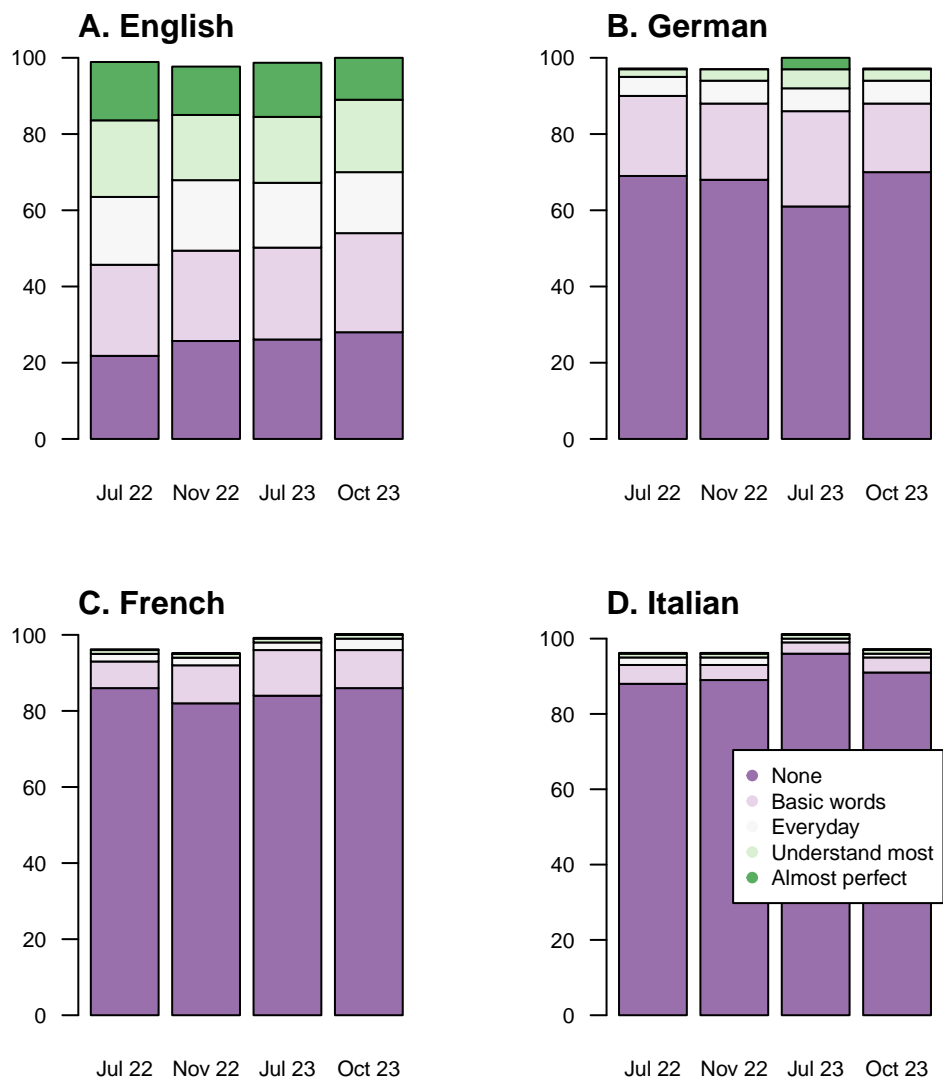 A. English
100
80
60
40
20
0
Jul 22 Nov 22 Jul 23 Oct 23
B. German
100
80
60
40
20
0
Jul 22 Nov 22 Jul 23 Oct 23
C. French
100
80
60
40
20
0
Jul 22 Nov 22 Jul 23 Oct 23
D. Italian
100
80
60
40
20
0
None
Basic words
Everyday
Understand most
Almost perfect
Jul 22 Nov 22 Jul 23 Oct 23